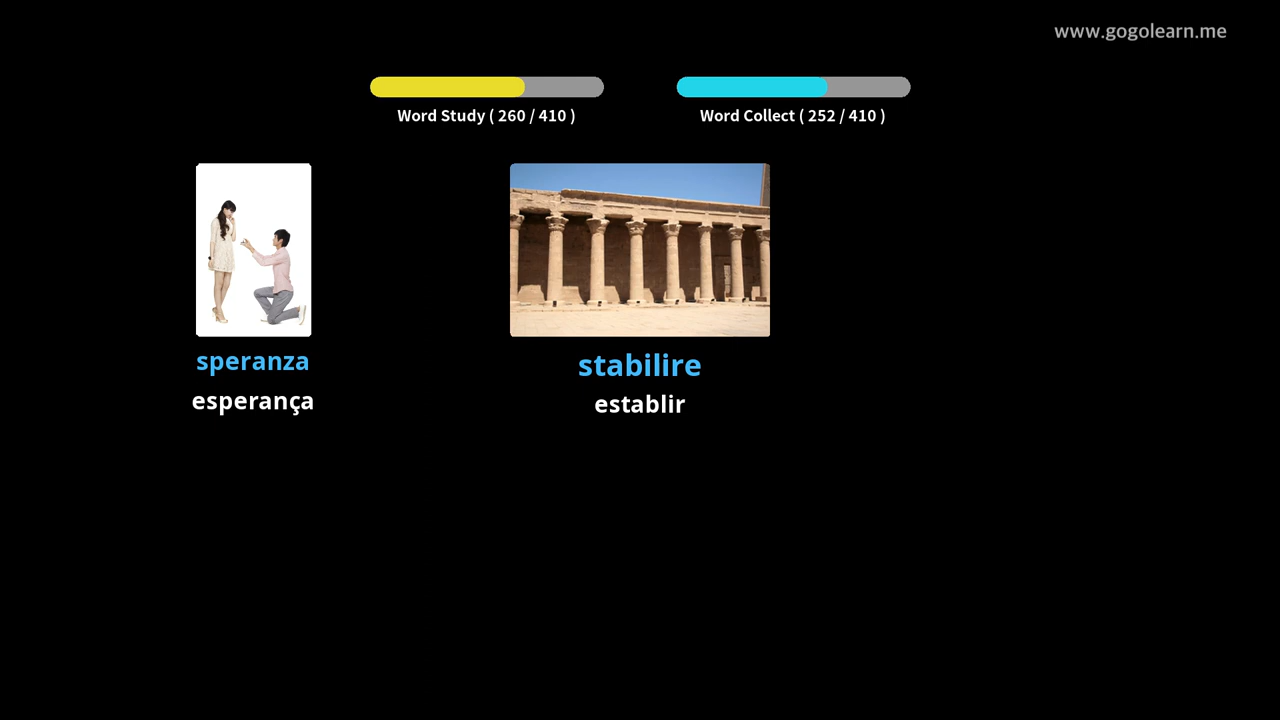 www.gogolearn.me
Word Study ( 260 / 410 )
Word Collect ( 252 / 410 )
speranza
esperança
stabilire
establir